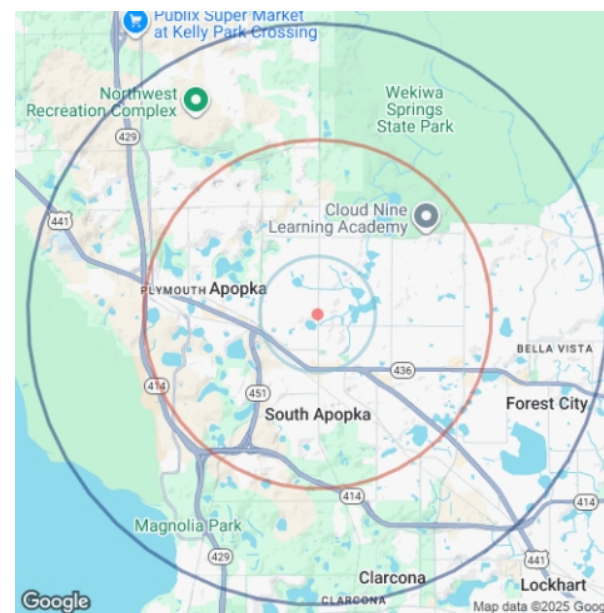 Publix Super Market
at Kelly Park Crossing
Northwest
Recreation Complex
429
Wekiwa
Springs
State Park
441
Cloud Nine
Learning Academy
PLYMOUTH
Apopka
BELLA VISTA
414
451
436
Forest City
South Apopka
414
414
Magnolia Park
429
441
Clarcona
Lockhart
CLARCONA
Google
Map data ©2025 Goog